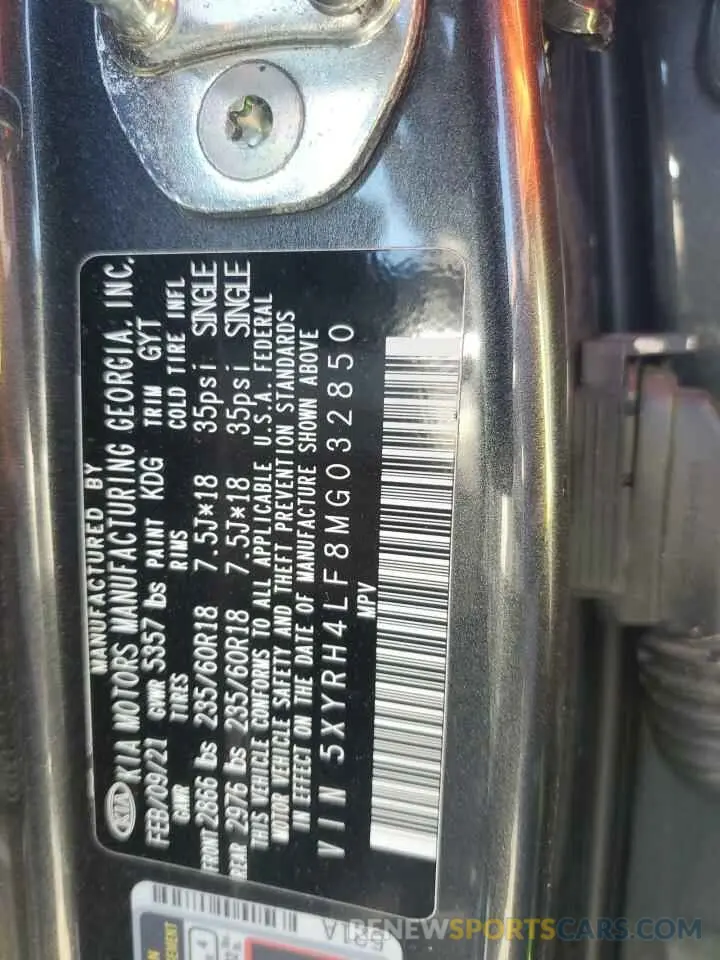 MANUFACTURED BY
KIA KIA MOTORS MANUFACTURING GEORGIA, INC.
FEB/09/21 GVWR 5357 lbs PAINT KDG TRIM GYT
GAWR TIRES RIMS COLD TIRE INFL
FRONT 2866 lbs 235/60R18 7.5J*18 35psi SINGLE
REAR 2976 lbs 235/60R18 7.5J*18 35psi SINGLE
THIS VEHICLE CONFORMS TO ALL APPLICABLE U.S.A. FEDERAL
MOTOR VEHICLE SAFETY AND THEFT PREVENTION STANDARDS
IN EFFECT ON THE DATE OF MANUFACTURE SHOWN ABOVE
VIN 5XYRH4LF8MG032850
MPV
VIRENEWSPORTSCARS.COM